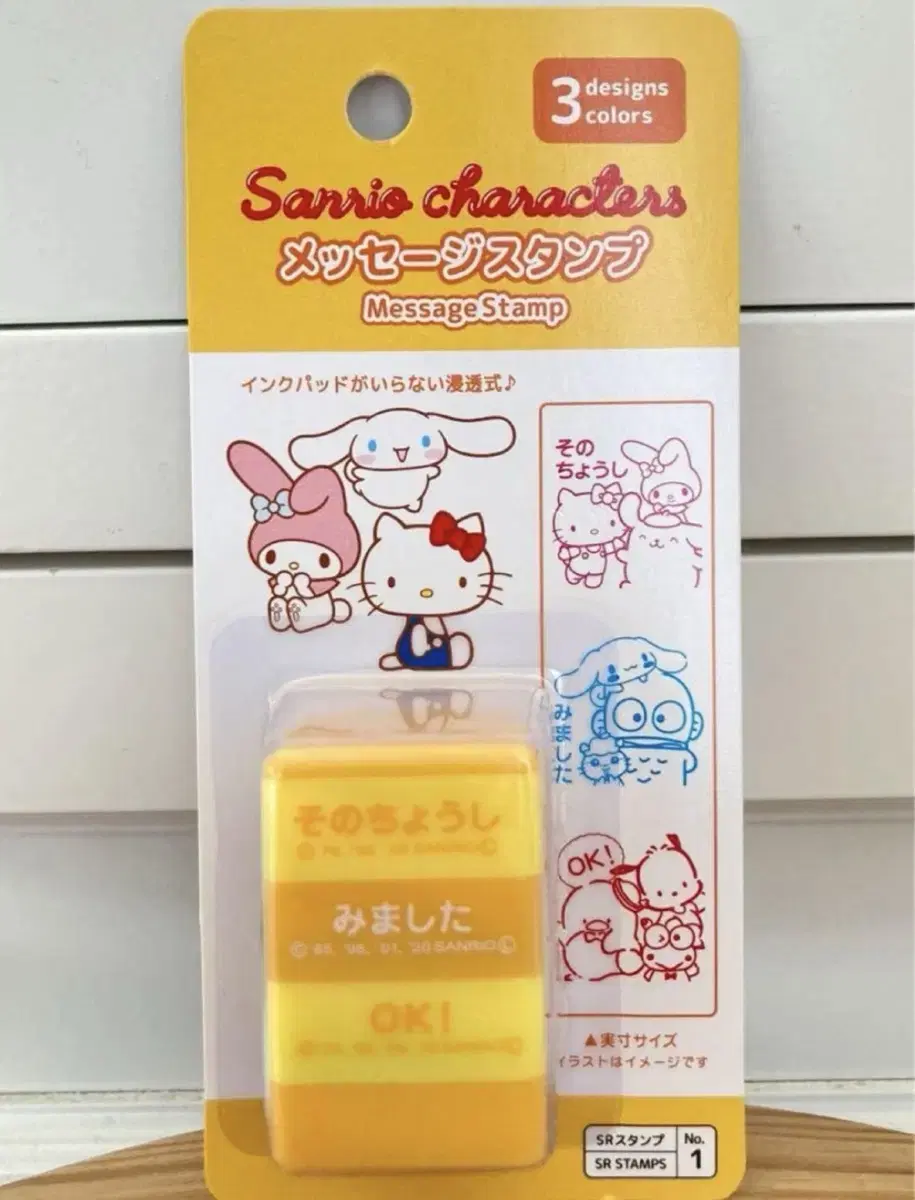 3 designs
colors
Sanrio characters
メッセージスタンプ
Message Stamp
インクパッドがいらない浸透式♪
その
ちょうし
みました
OK!
そのちょうし
SANRIO
みました
'01, '20 SANRIO
OK!
▲実寸サイズ
イラストはイメージです
SRスタンプ No.
SR STAMPS 1